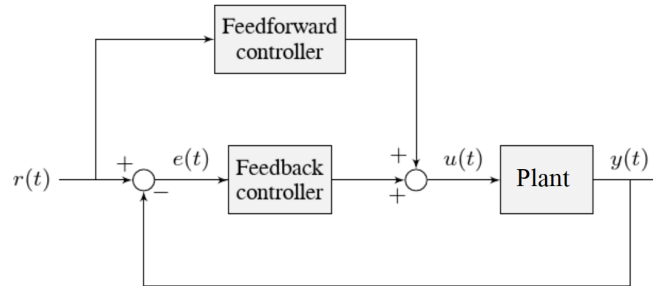 Feedforward
controller
r(t)
+
−
e(t)
Feedback
controller
+
+
u(t)
Plant
y(t)